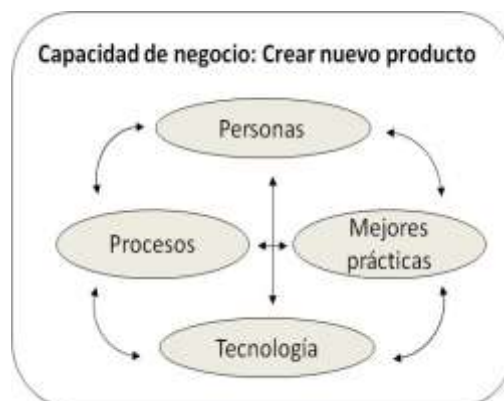 Capacidad de negocio: Crear nuevo producto
Personas
Procesos
Mejores
prácticas
Tecnología